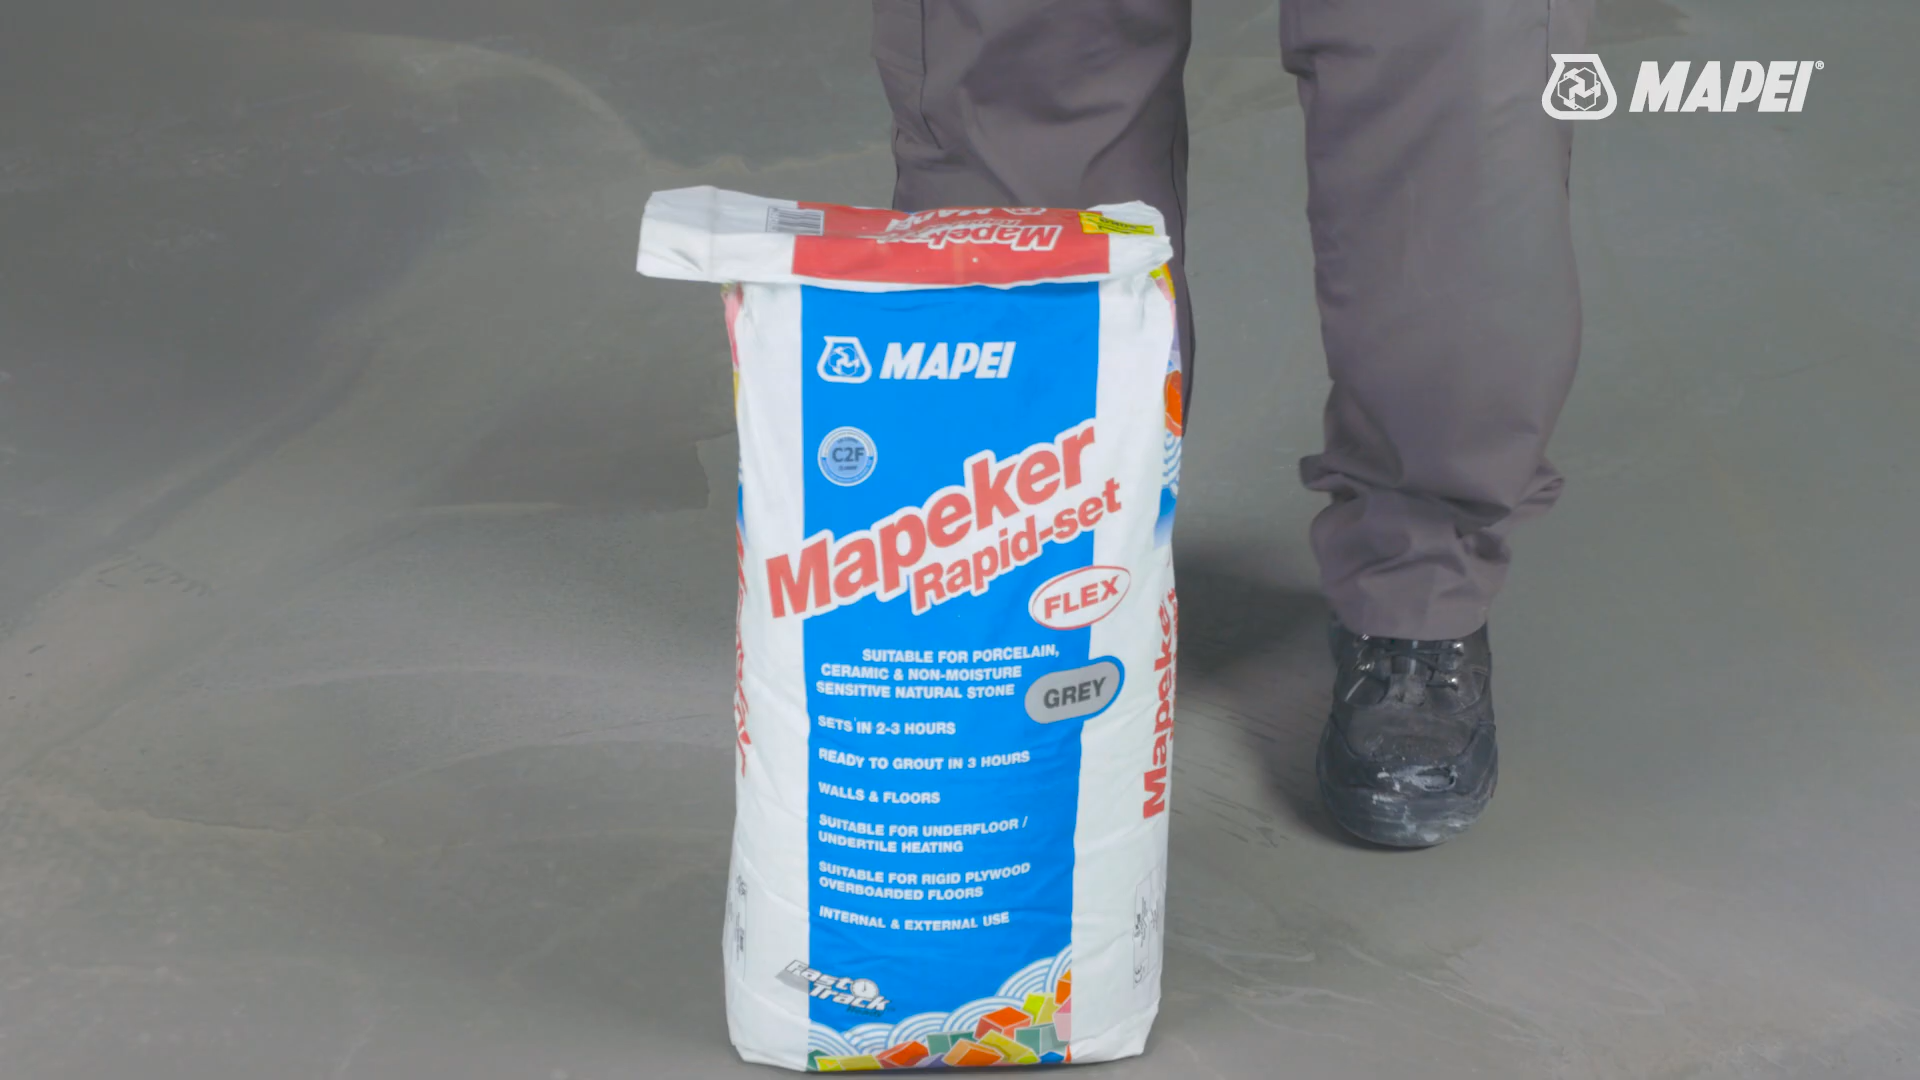 MAPEI®
Mapeker
MAPEI
C2F
Mapeker
Rapid-set
FLEX
SUITABLE FOR PORCELAIN,
CERAMIC & NON-MOISTURE
SENSITIVE NATURAL STONE
GREY
SETS IN 2-3 HOURS
READY TO GROUT IN 3 HOURS
WALLS & FLOORS
SUITABLE FOR UNDERFLOOR /
UNDERTILE HEATING
SUITABLE FOR RIGID PLYWOOD
OVERBOARDED FLOORS
INTERNAL & EXTERNAL USE
Fast
Track
Ready
Mapeker